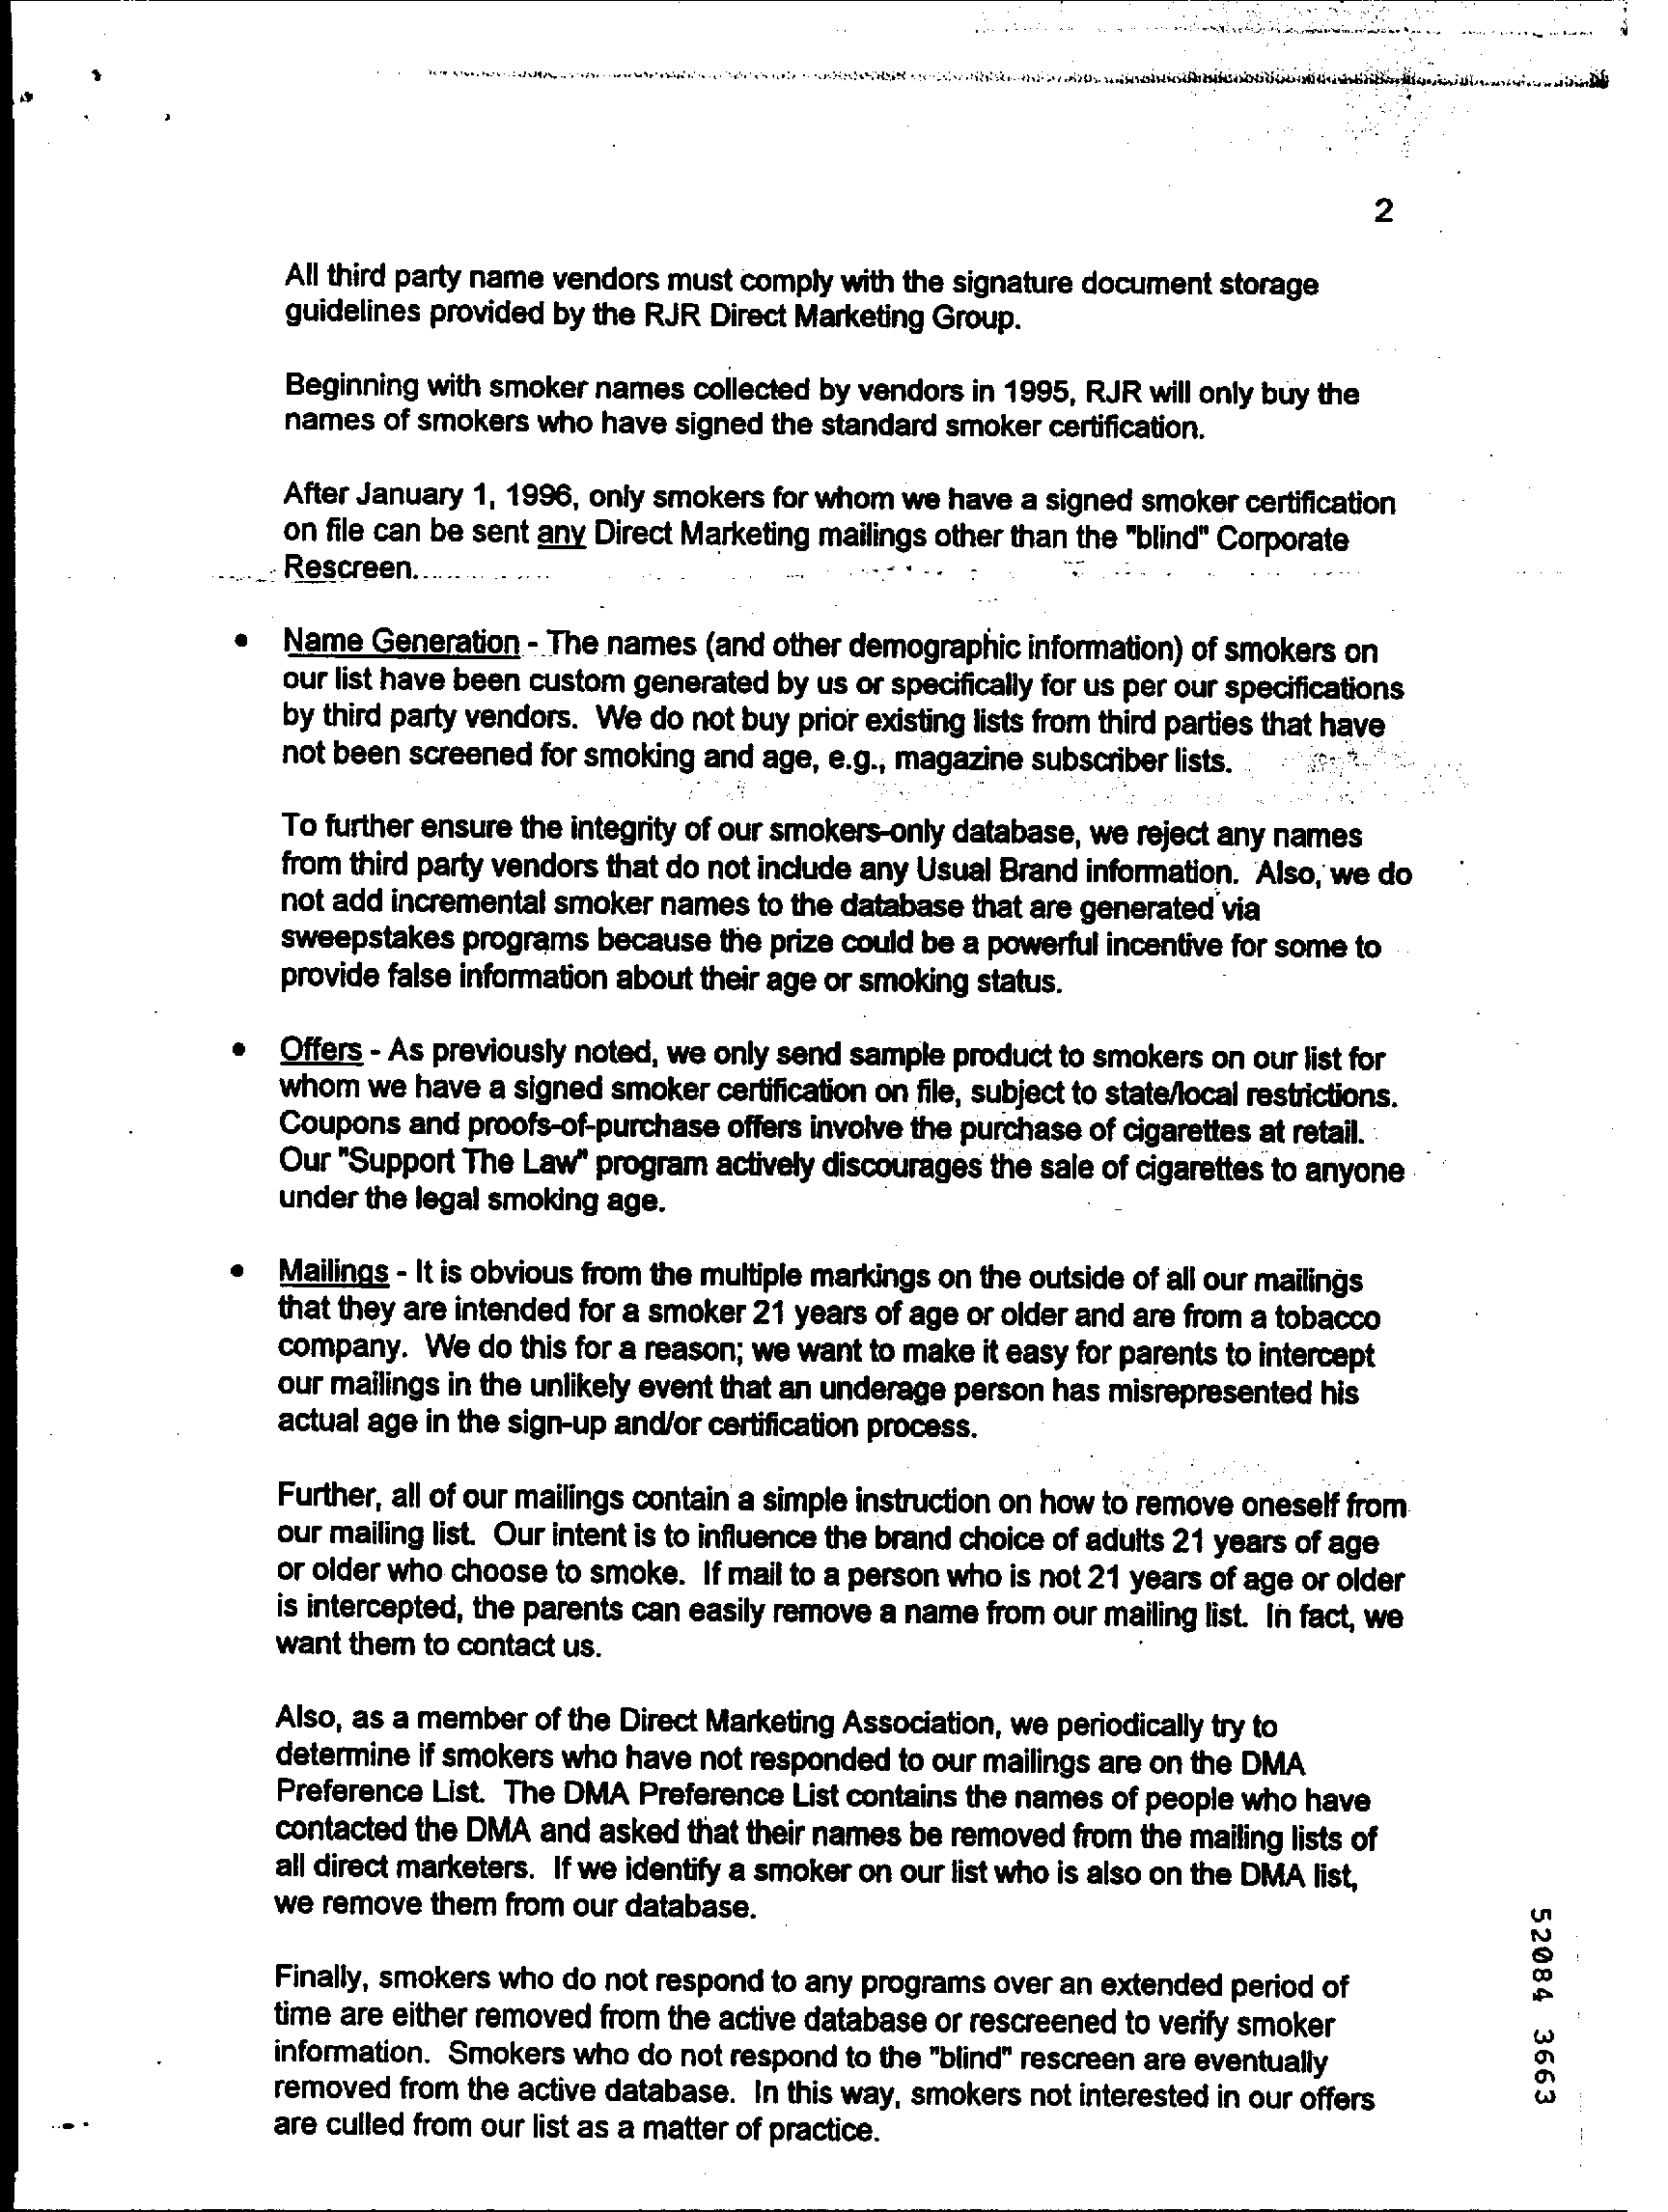 2
All third party name vendors must comply with the signature document storage
guidelines provided by the RJR Direct Marketing Group.
Beginning with smoker names collected by vendors in 1995, RJR will only buy the
names of smokers who have signed the standard smoker certification.
After January 1, 1996, only smokers for whom we have a signed smoker certification
on file can be sent any Direct Marketing mailings other than the "blind" Corporate
Rescreen.
• Name Generation - The names (and other demographic information) of smokers on
our list have been custom generated by us or specifically for us per our specifications
by third party vendors. We do not buy prior existing lists from third parties that have
not been screened for smoking and age, e.g., magazine subscriber lists.
To further ensure the integrity of our smokers-only database, we reject any names
from third party vendors that do not include any Usual Brand information. Also, we do
not add incremental smoker names to the database that are generated via
sweepstakes programs because the prize could be a powerful incentive for some to
provide false information about their age or smoking status.
• Offers - As previously noted, we only send sample product to smokers on our list for
whom we have a signed smoker certification on file, subject to state/local restrictions.
Coupons and proofs-of-purchase offers involve the purchase of cigarettes at retail.
Our "Support The Law" program actively discourages the sale of cigarettes to anyone
under the legal smoking age.
• Mailings - It is obvious from the multiple markings on the outside of all our mailings
that they are intended for a smoker 21 years of age or older and are from a tobacco
company. We do this for a reason; we want to make it easy for parents to intercept
our mailings in the unlikely event that an underage person has misrepresented his
actual age in the sign-up and/or certification process.
Further, all of our mailings contain a simple instruction on how to remove oneself from
our mailing list. Our intent is to influence the brand choice of adults 21 years of age
or older who choose to smoke. If mail to a person who is not 21 years of age or older
is intercepted, the parents can easily remove a name from our mailing list. In fact, we
want them to contact us.
Also, as a member of the Direct Marketing Association, we periodically try to
determine if smokers who have not responded to our mailings are on the DMA
Preference List. The DMA Preference List contains the names of people who have
contacted the DMA and asked that their names be removed from the mailing lists of
all direct marketers. If we identify a smoker on our list who is also on the DMA list,
we remove them from our database.
Finally, smokers who do not respond to any programs over an extended period of
time are either removed from the active database or rescreened to verify smoker
information. Smokers who do not respond to the "blind" rescreen are eventually
removed from the active database. In this way, smokers not interested in our offers
are culled from our list as a matter of practice.
52084 3663